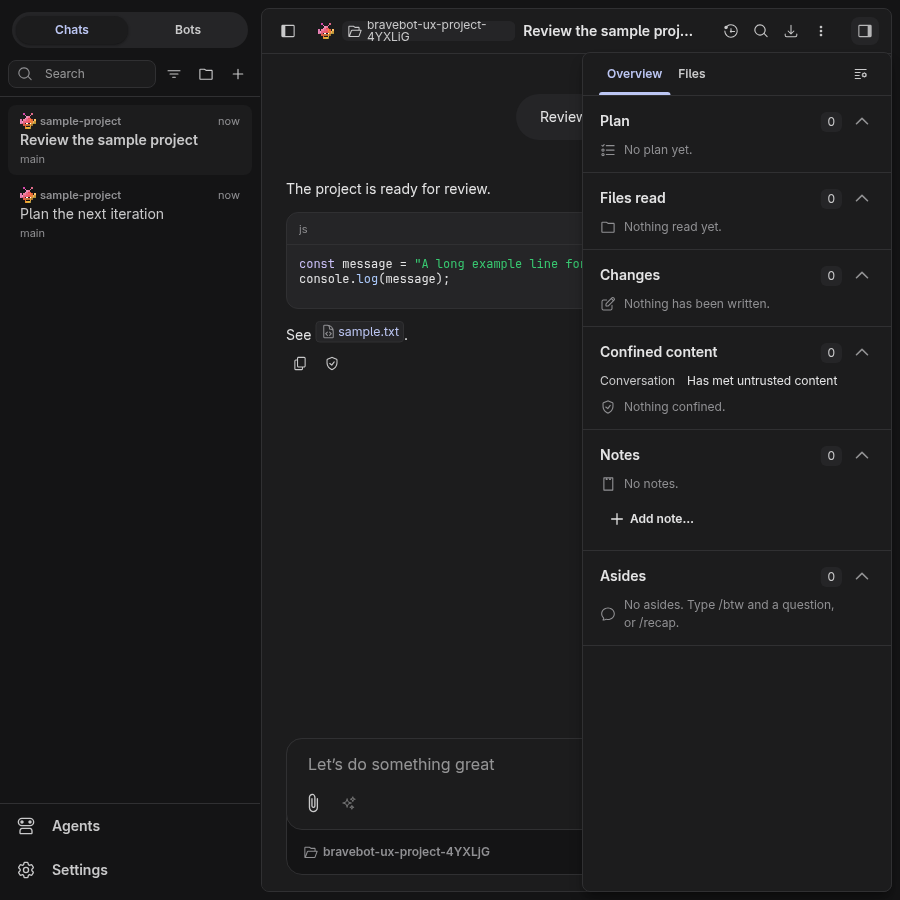 Chats
Bots
Search
sample-project
now
Review the sample project
main
sample-project
now
Plan the next iteration
main
Agents
Settings
bravebot-ux-project-
4YXLjG
Review the sample proj...
Review
The project is ready for review.
js
const message = "A long example line for
console.log(message);
See sample.txt.
Let's do something great
bravebot-ux-project-4YXLjG
Overview
Files
Plan
0
No plan yet.
Files read
0
Nothing read yet.
Changes
0
Nothing has been written.
Confined content
0
Conversation Has met untrusted content
Nothing confined.
Notes
0
No notes.
Add note...
Asides
0
No asides. Type /btw and a question,
or /recap.